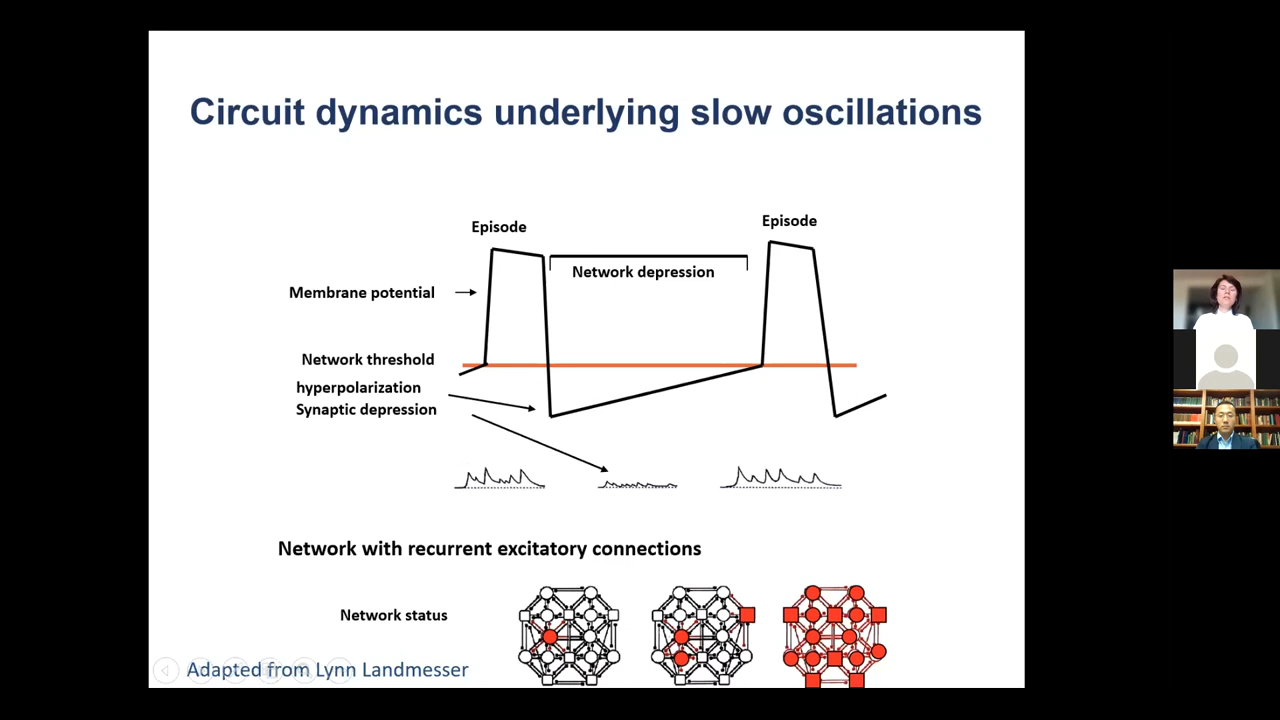 Circuit dynamics underlying slow oscillations
Episode
Episode
Network depression
Membrane potential
Network threshold
hyperpolarization
Synaptic depression
Network with recurrent excitatory connections
Network status
Adapted from Lynn Landmesser